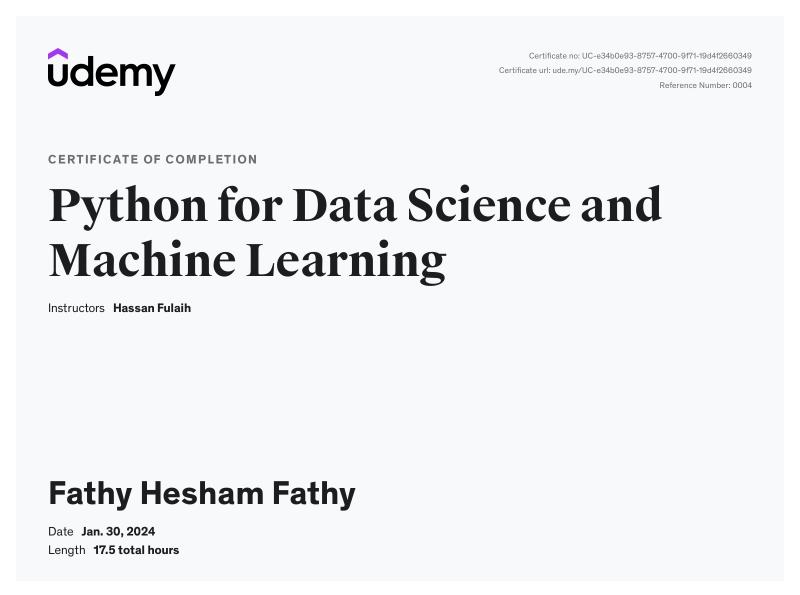 udemy
Certificate no: UC-e34b0e93-8757-4700-9f71-19d4f2660349
Certificate url: ude.my/UC-e34b0e93-8757-4700-9f71-19d4f2660349
Reference Number: 0004
CERTIFICATE OF COMPLETION
Python for Data Science and
Machine Learning
Instructors Hassan Fulaih
Fathy Hesham Fathy
Date Jan. 30, 2024
Length 17.5 total hours